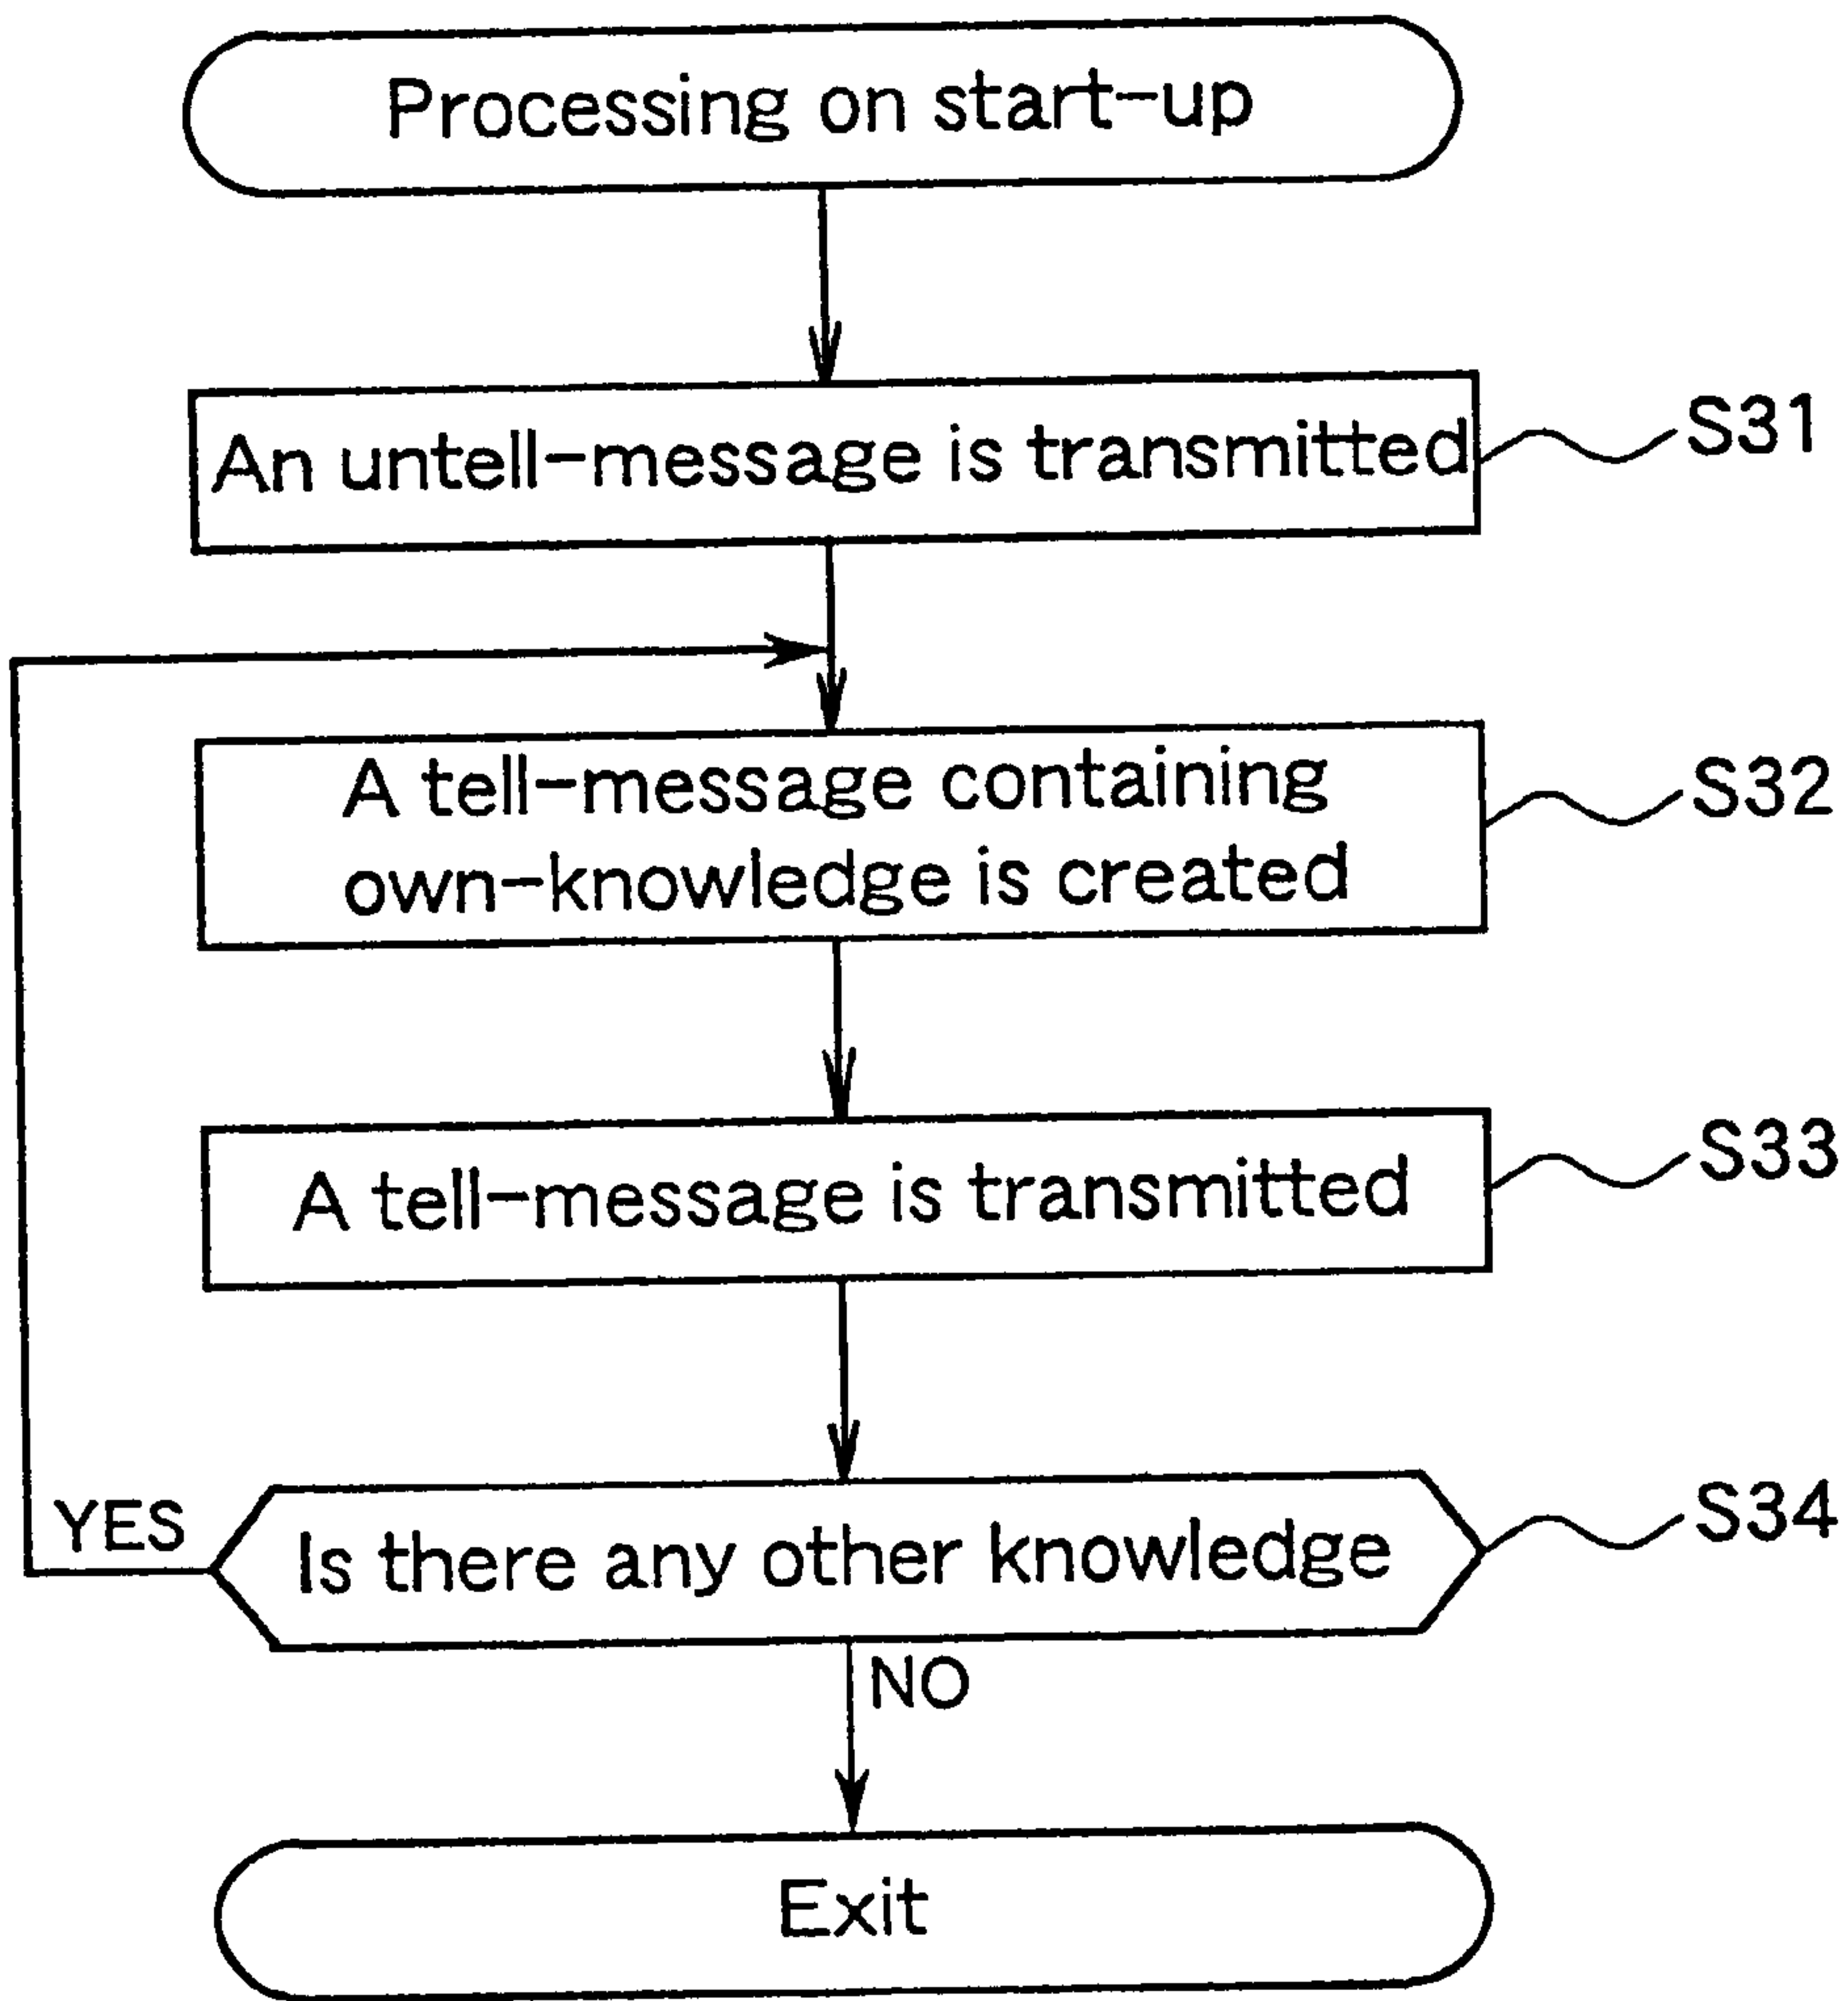 Processing on start-up
An untell-message is transmitted
S31
A tell-message containing
own-knowledge is created
S32
A tell-message is transmitted
S33
YES
Is there any other knowledge
S34
NO
Exit